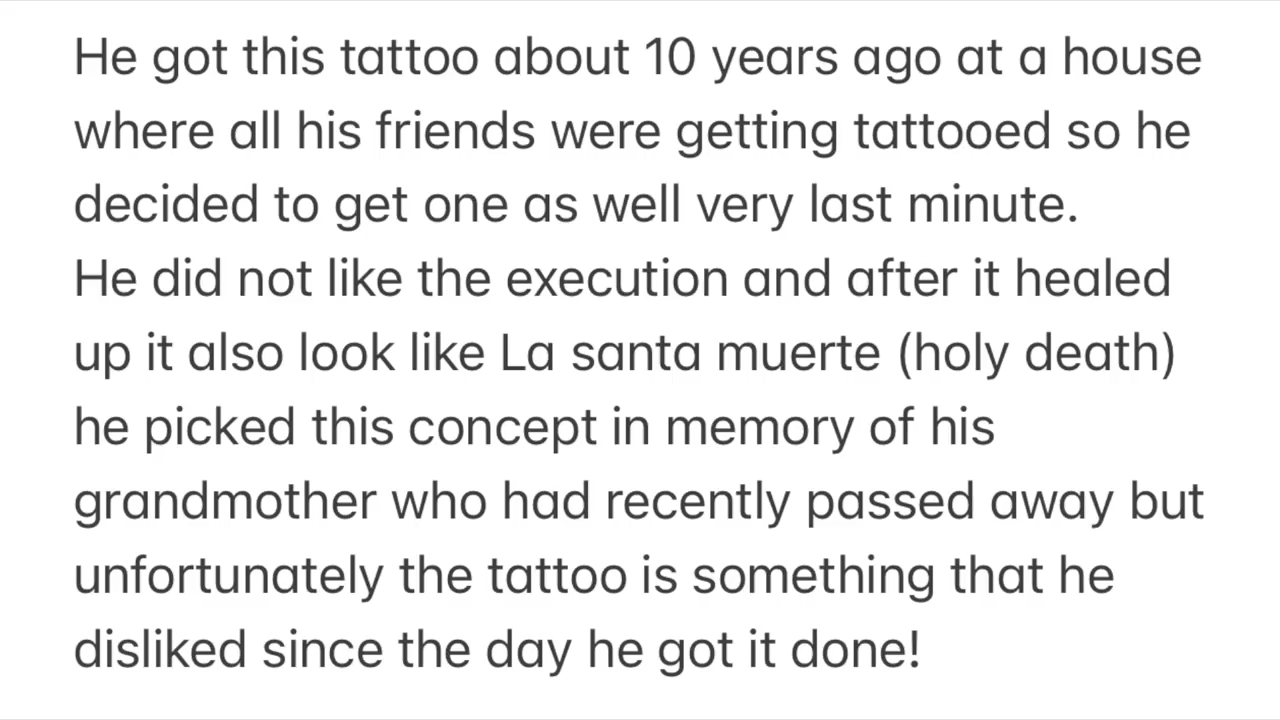 He got this tattoo about 10 years ago at a house
where all his friends were getting tattooed so he
decided to get one as well very last minute.
He did not like the execution and after it healed
up it also look like La santa muerte (holy death)
he picked this concept in memory of his
grandmother who had recently passed away but
unfortunately the tattoo is something that he
disliked since the day he got it done!